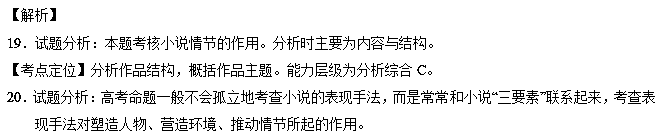 【解析】
19．试题分析：本题考核小说情节的作用。分析时主要为内容与结构。
【考点定位】分析作品结构，概括作品主题。能力层级为分析综合 C。
20．试题分析：高考命题一般不会孤立地考查小说的表现手法，而是常常和小说“三要素”联系起来，考查表
现手法对塑造人物、营造环境、推动情节所起的作用。